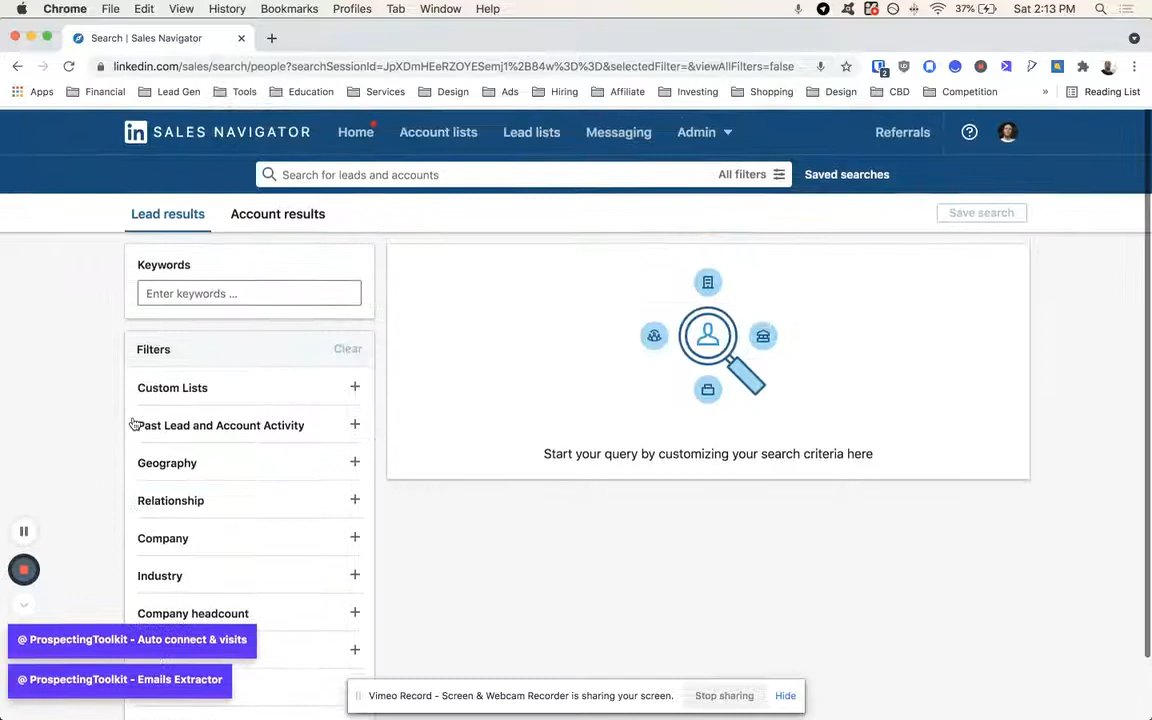 Chrome File Edit View History Bookmarks Profiles Tab Window Help 37% Sat 2:13 PM
Search | Sales Navigator
linkedin.com/sales/search/people?searchSessionId=JpXDmHEeRZOYESemj1%2B84w%3D%3D&selectedFilter=&viewAllFilters=false 2
Apps Financial Lead Gen Tools Education Services Design Ads Hiring Affiliate Investing Shopping Design CBD Competition » Reading List
in SALES NAVIGATOR Home Account lists Lead lists Messaging Admin Referrals
Search for leads and accounts All filters Saved searches
Lead results Account results Save search
Keywords
Enter keywords ...
Filters Clear
Custom Lists +
Past Lead and Account Activity +
Geography +
Start your query by customizing your search criteria here
Relationship +
Company +
Industry +
Company headcount +
+
@ ProspectingToolkit - Auto connect & visits
@ ProspectingToolkit - Emails Extractor
Vimeo Record - Screen & Webcam Recorder is sharing your screen. Stop sharing Hide